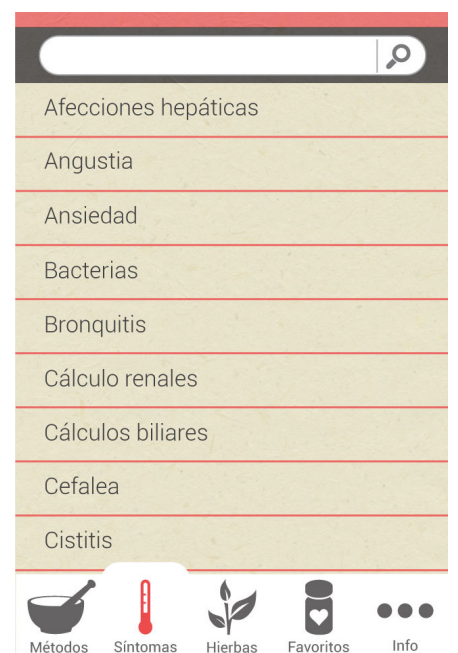 Afecciones hepáticas
Angustia
Ansiedad
Bacterias
Bronquitis
Cálculo renales
Cálculos biliares
Cefalea
Cistitis
Métodos
Síntomas
Hierbas
Favoritos
Info